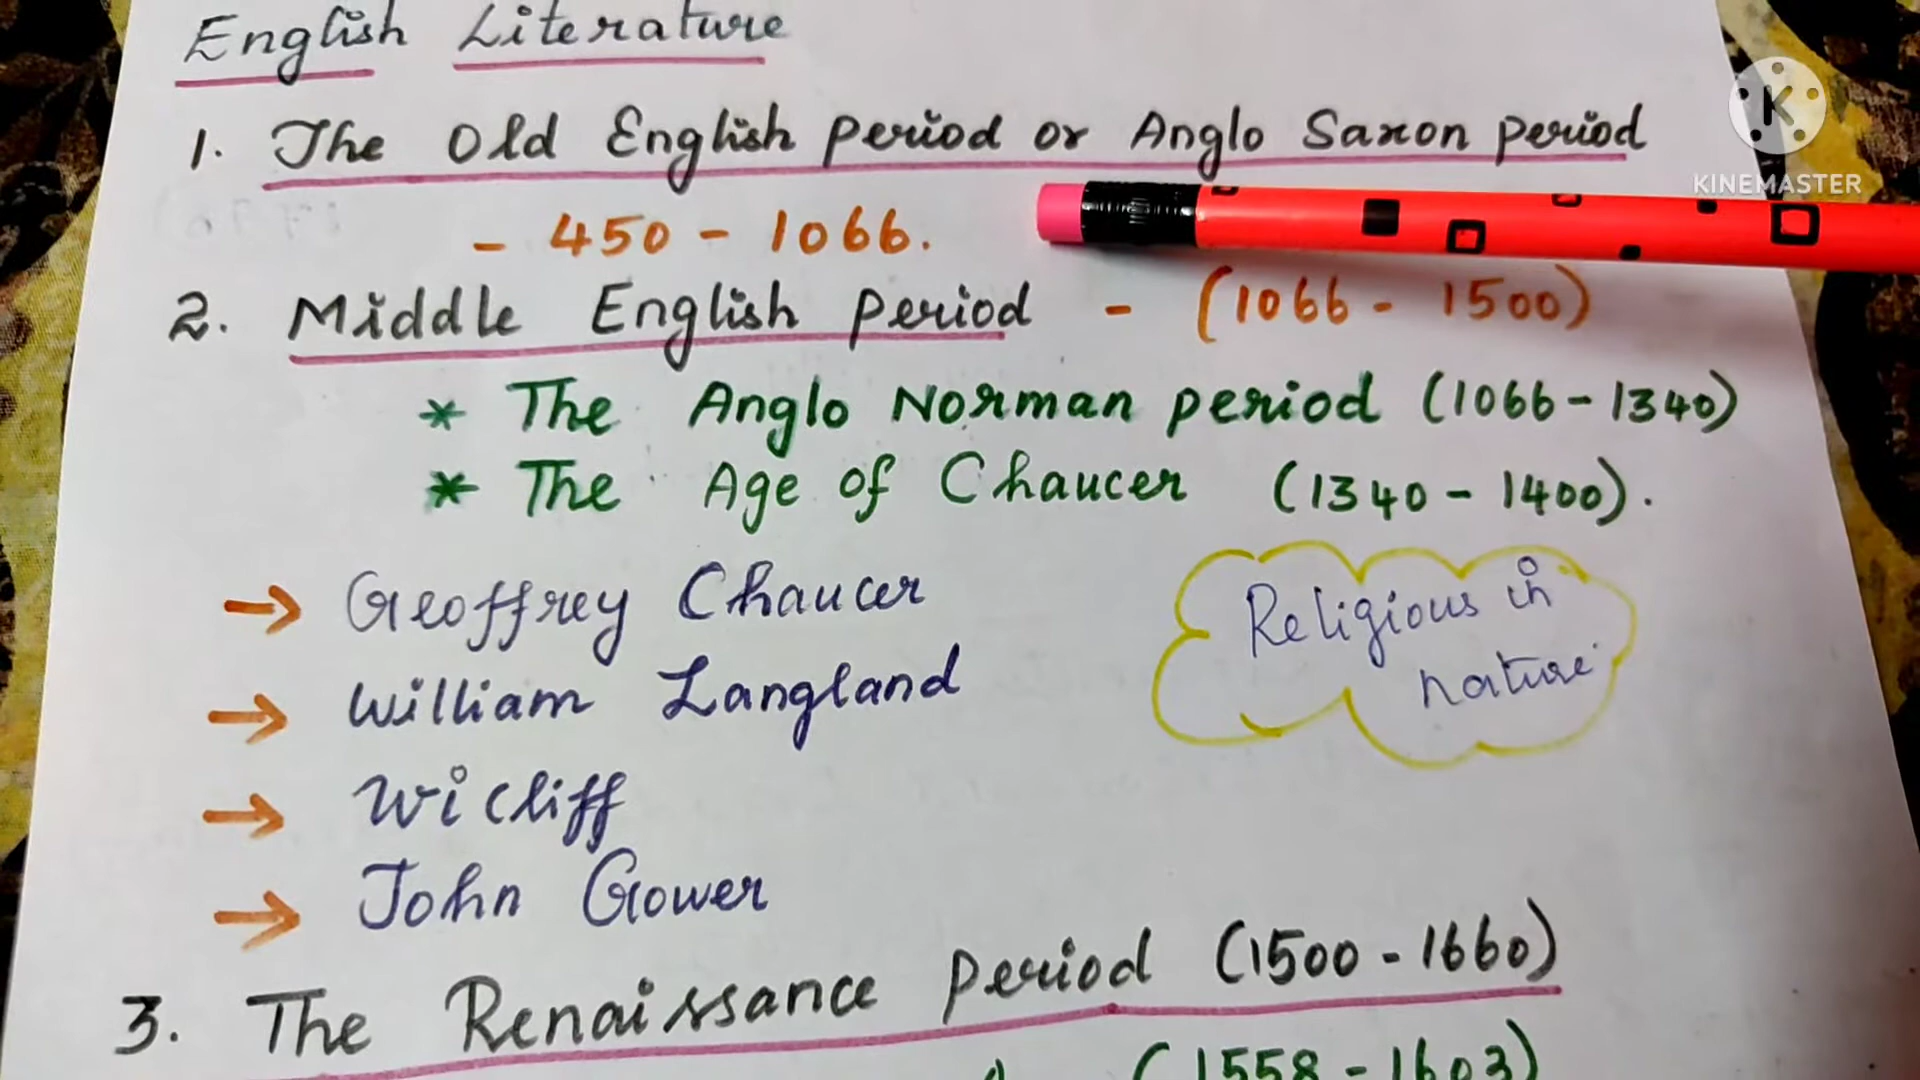 English Literature
1. The Old English Period or Anglo Saxon Period
- 450 - 1066.
2. Middle English Period - (1066 - 1500)
* The Anglo Norman period (1066 - 1340)
* The Age of Chaucer (1340 - 1400).
→ Geoffrey Chaucer
→ William Langland
→ Wicliff
→ John Gower
Religious in
nature
3. The Renaissance Period (1500 - 1660)
(1558 - 1603)
K
KINEMASTER